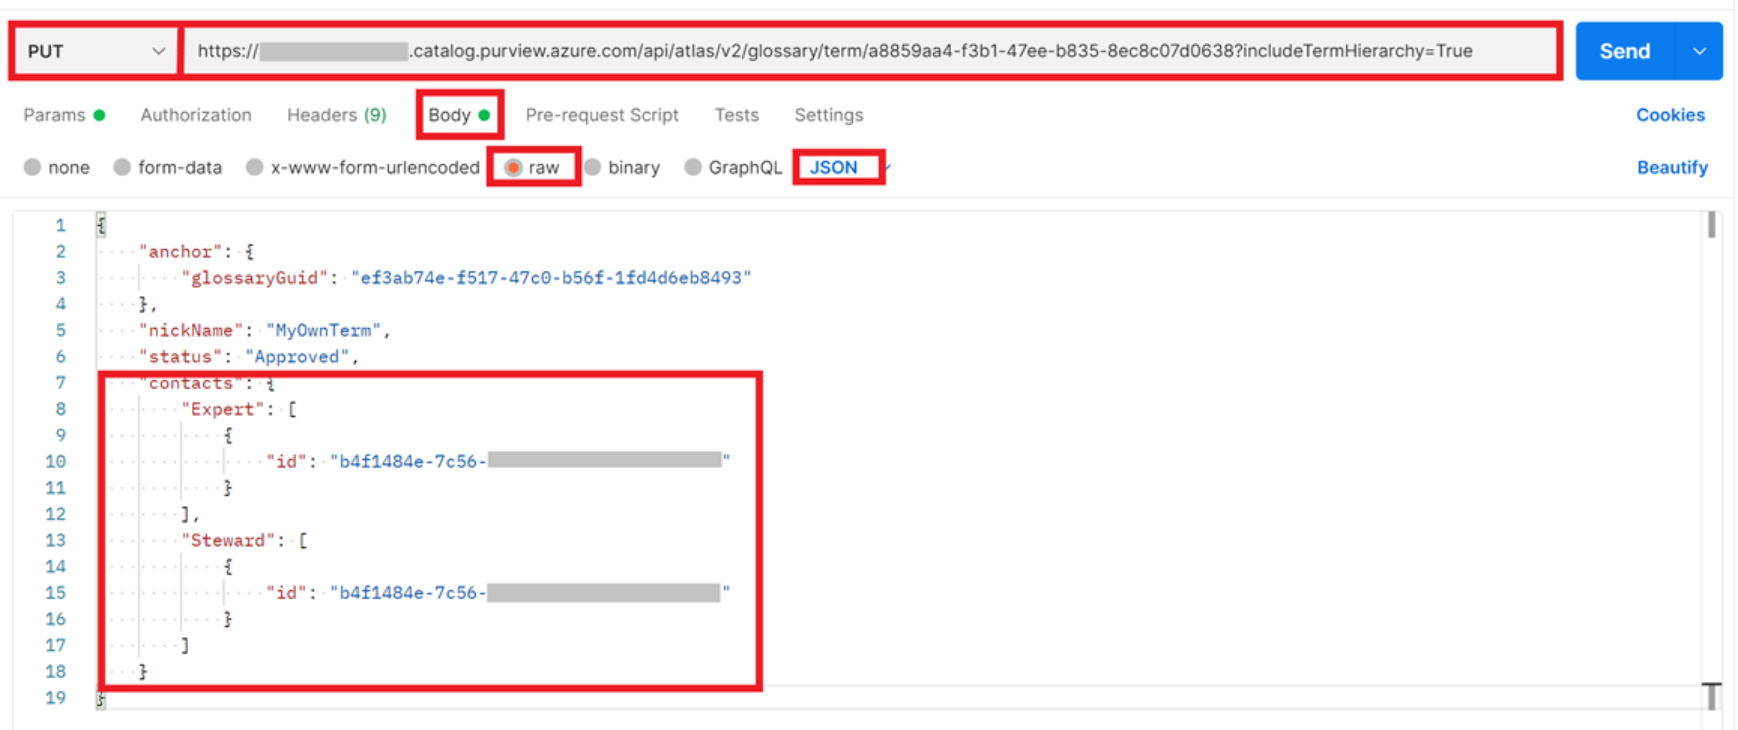 PUT https:// .catalog.purview.azure.com/api/atlas/v2/glossary/term/a8859aa4-f3b1-47ee-b835-8ec8c07d0638?includeTermHierarchy=True Send
Params Authorization Headers (9) Body Pre-request Script Tests Settings Cookies
none form-data x-www-form-urlencoded raw binary GraphQL JSON Beautify
1 {
2 "anchor": {
3 "glossaryGuid": "ef3ab74e-f517-47c0-b56f-1fd4d6eb8493"
4 },
5 "nickName": "MyOwnTerm",
6 "status": "Approved",
7 "contacts": {
8 "Expert": [
9 {
10 "id": "b4f1484e-7c56- "
11 }
12 ],
13 "Steward": [
14 {
15 "id": "b4f1484e-7c56- "
16 }
17 ]
18 }
19 }